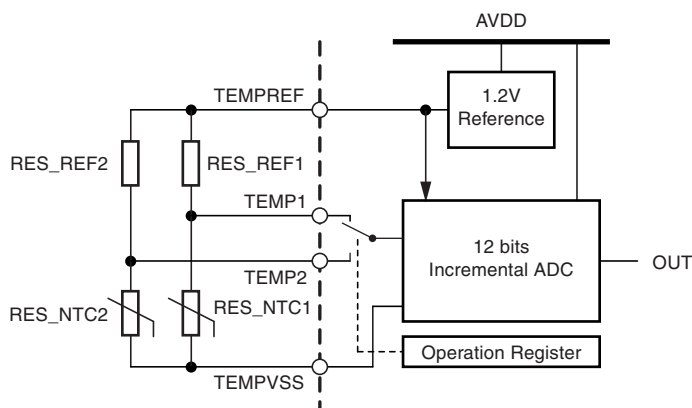 AVDD
TEMPREF
1.2V
Reference
RES_REF2
RES_REF1
TEMP1
12 bits
Incremental ADC
OUT
TEMP2
RES_NTC2
RES_NTC1
Operation Register
TEMPVSS